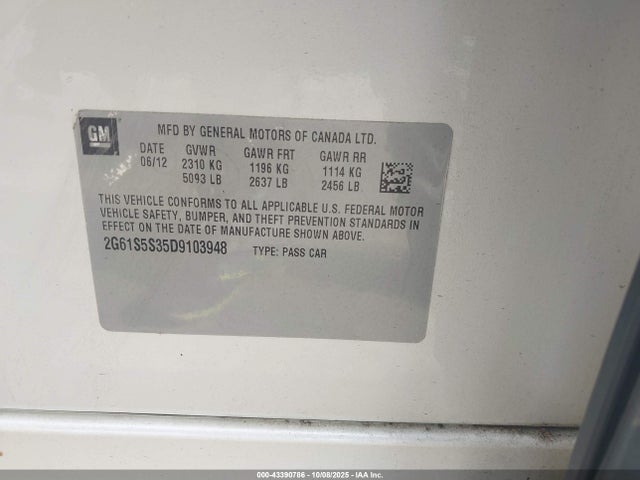 GM
MFD BY GENERAL MOTORS OF CANADA LTD.
DATE GVWR GAWR FRT GAWR RR
06/12 2310 KG 1196 KG 1114 KG
5093 LB 2637 LB 2456 LB
THIS VEHICLE CONFORMS TO ALL APPLICABLE U.S. FEDERAL MOTOR
VEHICLE SAFETY, BUMPER, AND THEFT PREVENTION STANDARDS IN
EFFECT ON THE DATE OF MANUFACTURE SHOWN ABOVE.
2G61S5S35D9103948 TYPE: PASS CAR
000-43390766 - 10/08/2025 - IAA Inc.